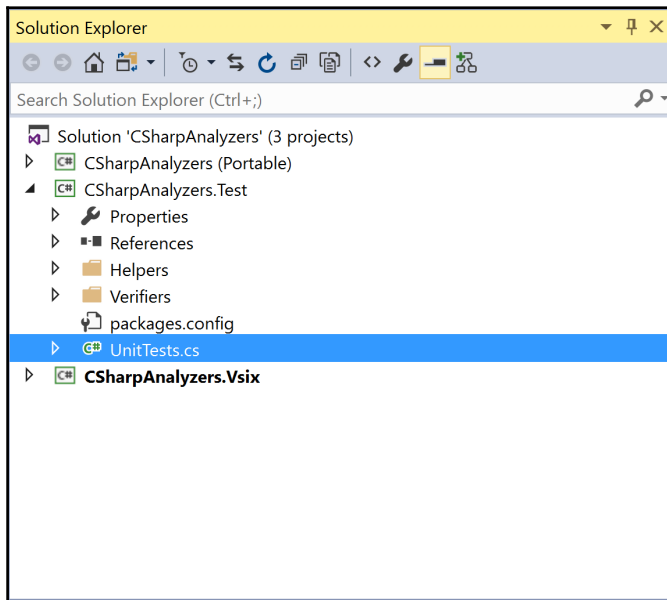 Solution Explorer
Search Solution Explorer (Ctrl+;)
Solution 'CSharpAnalyzers' (3 projects)
C# CSharpAnalyzers (Portable)
C# CSharpAnalyzers.Test
Properties
References
Helpers
Verifiers
packages.config
C# UnitTests.cs
C# CSharpAnalyzers.Vsix